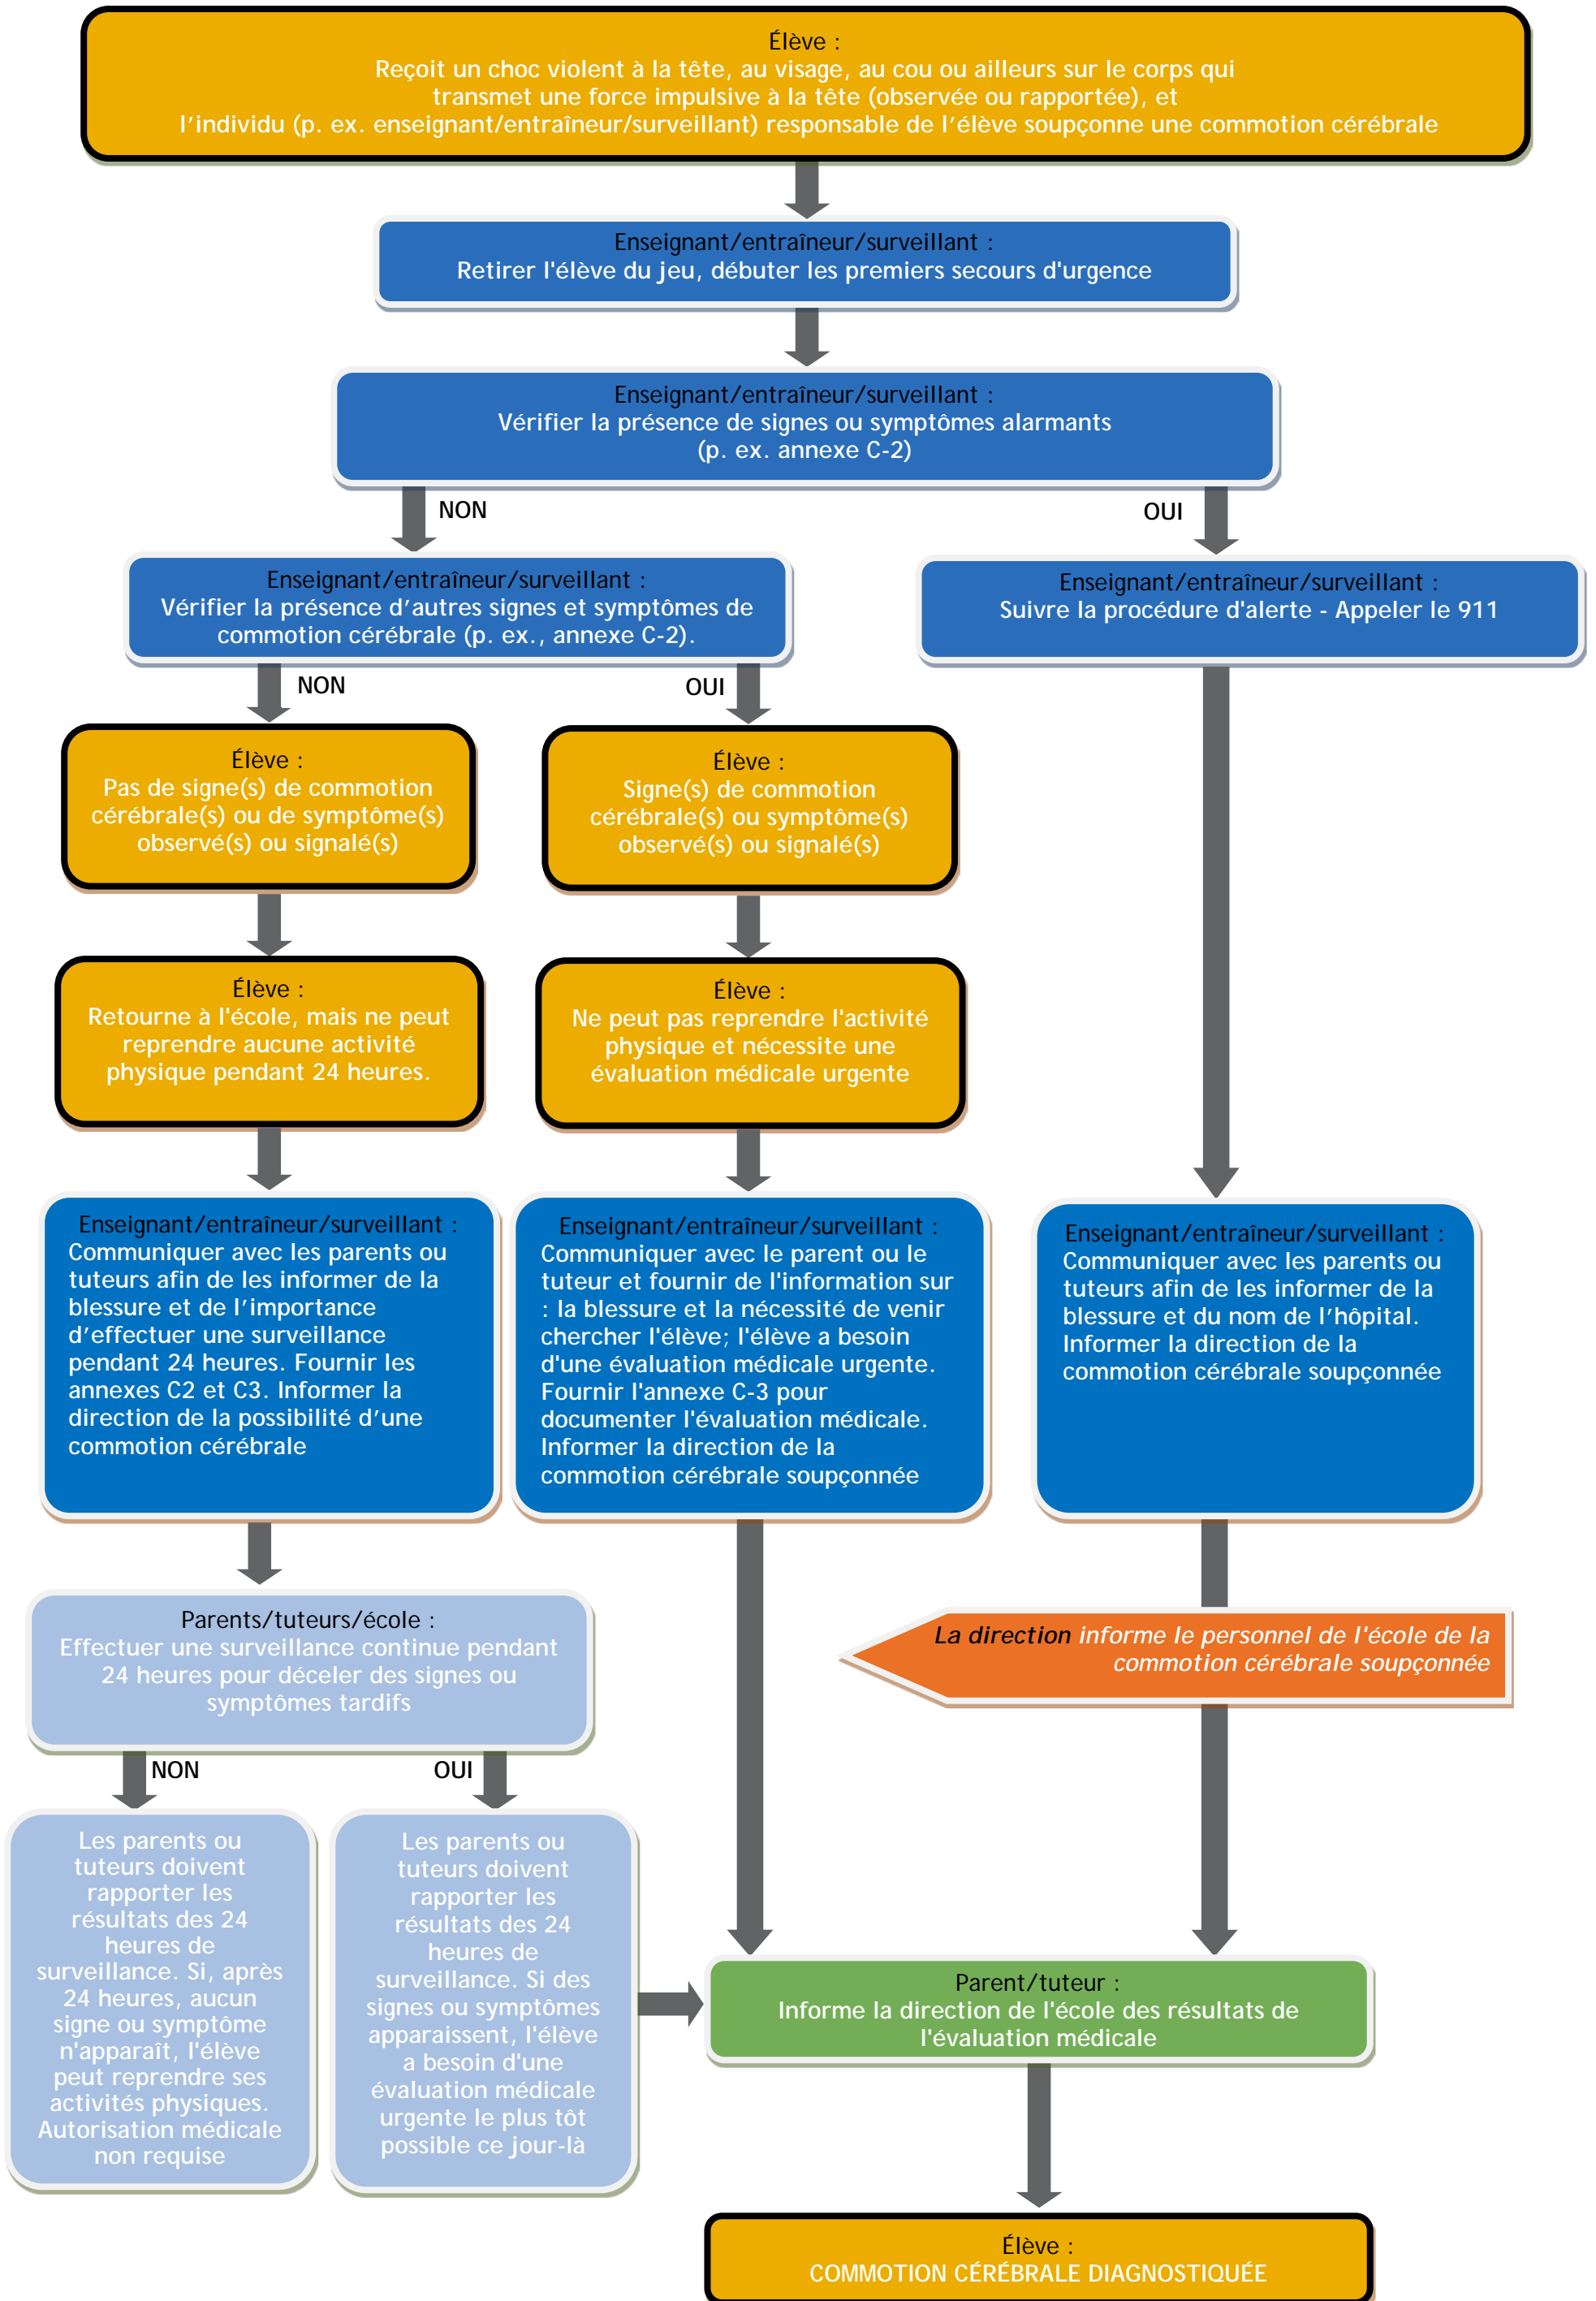 Élève :
Reçoit un choc violent à la tête, au visage, au cou ou ailleurs sur le corps qui
transmet une force impulsive à la tête (observée ou rapportée), et
l’individu (p. ex. enseignant/entraîneur/surveillant) responsable de l’élève soupçonne une commotion cérébrale
Enseignant/entraîneur/surveillant :
Retirer l'élève du jeu, débuter les premiers secours d'urgence
Enseignant/entraîneur/surveillant :
Vérifier la présence de signes ou symptômes alarmants
(p. ex. annexe C-2)
NON
OUI
Enseignant/entraîneur/surveillant :
Vérifier la présence d’autres signes et symptômes de
commotion cérébrale (p. ex., annexe C-2).
Enseignant/entraîneur/surveillant :
Suivre la procédure d'alerte - Appeler le 911
NON
OUI
Élève :
Pas de signe(s) de commotion
cérébrale(s) ou de symptôme(s)
observé(s) ou signalé(s)
Élève :
Signe(s) de commotion
cérébrale(s) ou symptôme(s)
observé(s) ou signalé(s)
Élève :
Retourne à l'école, mais ne peut
reprendre aucune activité
physique pendant 24 heures.
Élève :
Ne peut pas reprendre l'activité
physique et nécessite une
évaluation médicale urgente
Enseignant/entraîneur/surveillant :
Communiquer avec les parents ou
tuteurs afin de les informer de la
blessure et de l’importance
d’effectuer une surveillance
pendant 24 heures. Fournir les
annexes C2 et C3. Informer la
direction de la possibilité d’une
commotion cérébrale
Enseignant/entraîneur/surveillant :
Communiquer avec le parent ou le
tuteur et fournir de l'information sur
: la blessure et la nécessité de venir
chercher l'élève; l'élève a besoin
d'une évaluation médicale urgente.
Fournir l'annexe C-3 pour
documenter l'évaluation médicale.
Informer la direction de la
commotion cérébrale soupçonnée
Enseignant/entraîneur/surveillant :
Communiquer avec les parents ou
tuteurs afin de les informer de la
blessure et du nom de l’hôpital.
Informer la direction de la
commotion cérébrale soupçonnée
Parents/tuteurs/école :
Effectuer une surveillance continue pendant
24 heures pour déceler des signes ou
symptômes tardifs
La direction informe le personnel de l'école de la
commotion cérébrale soupçonnée
NON
OUI
Les parents ou
tuteurs doivent
rapporter les
résultats des 24
heures de
surveillance. Si, après
24 heures, aucun
signe ou symptôme
n'apparaît, l'élève
peut reprendre ses
activités physiques.
Autorisation médicale
non requise
Les parents ou
tuteurs doivent
rapporter les
résultats des 24
heures de
surveillance. Si des
signes ou symptômes
apparaissent, l'élève
a besoin d'une
évaluation médicale
urgente le plus tôt
possible ce jour-là
Parent/tuteur :
Informe la direction de l'école des résultats de
l'évaluation médicale
Élève :
COMMOTION CÉRÉBRALE DIAGNOSTIQUÉE